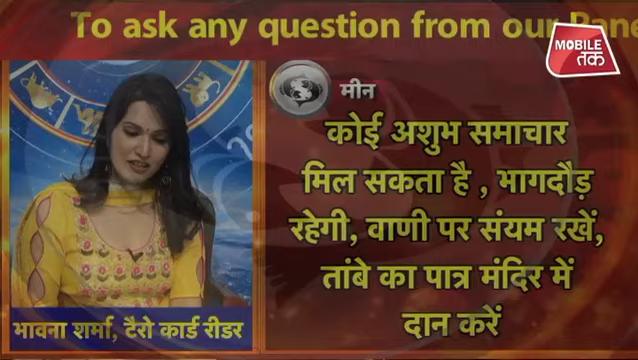 To ask any question from our Pane
MOBILE
तक
मीन
कोई अशुभ समाचार
मिल सकता है , भागदौड़
रहेगी, वाणी पर संयम रखें,
तांबे का पात्र मंदिर में
दान करें
भावना शर्मा, टैरो कार्ड रीडर